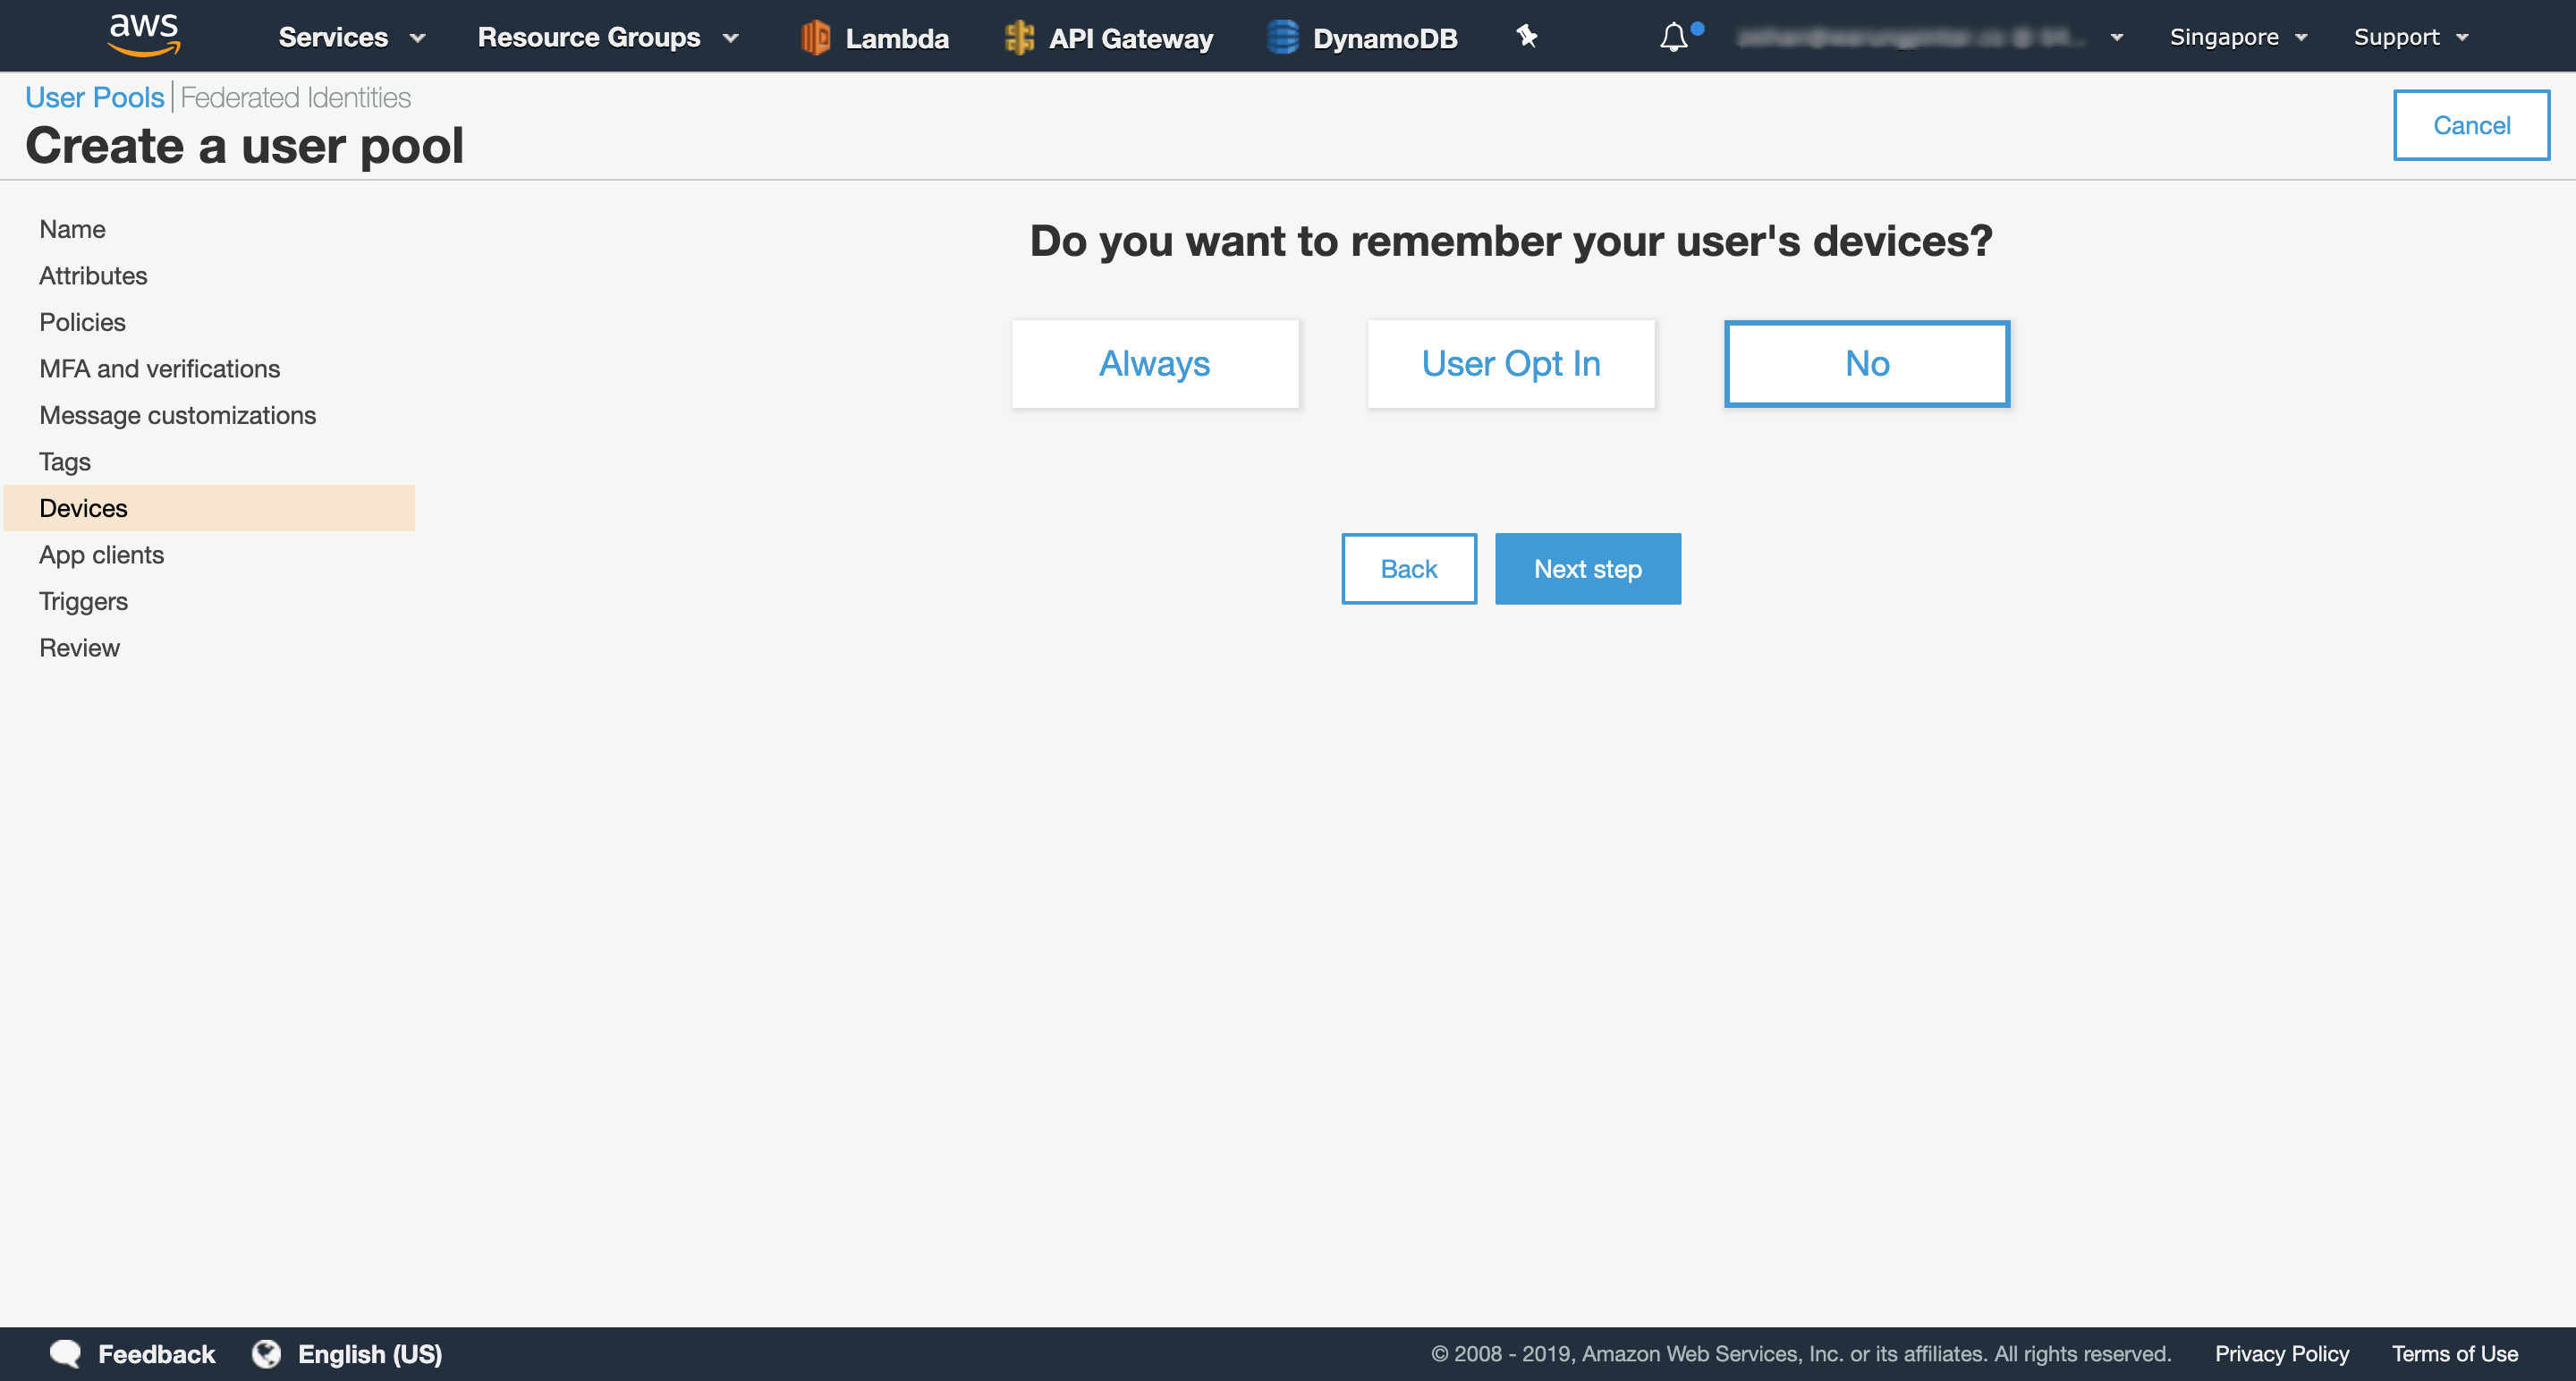 aws
Services
Resource Groups
Lambda
API Gateway
DynamoDB
Singapore
Support
User Pools
Federated Identities
Create a user pool
Cancel
Name
Attributes
Policies
MFA and verifications
Message customizations
Tags
Devices
App clients
Triggers
Review
Do you want to remember your user's devices?
Always
User Opt In
No
Back
Next step
Feedback
English (US)
© 2008 - 2019, Amazon Web Services, Inc. or its affiliates. All rights reserved.
Privacy Policy
Terms of Use